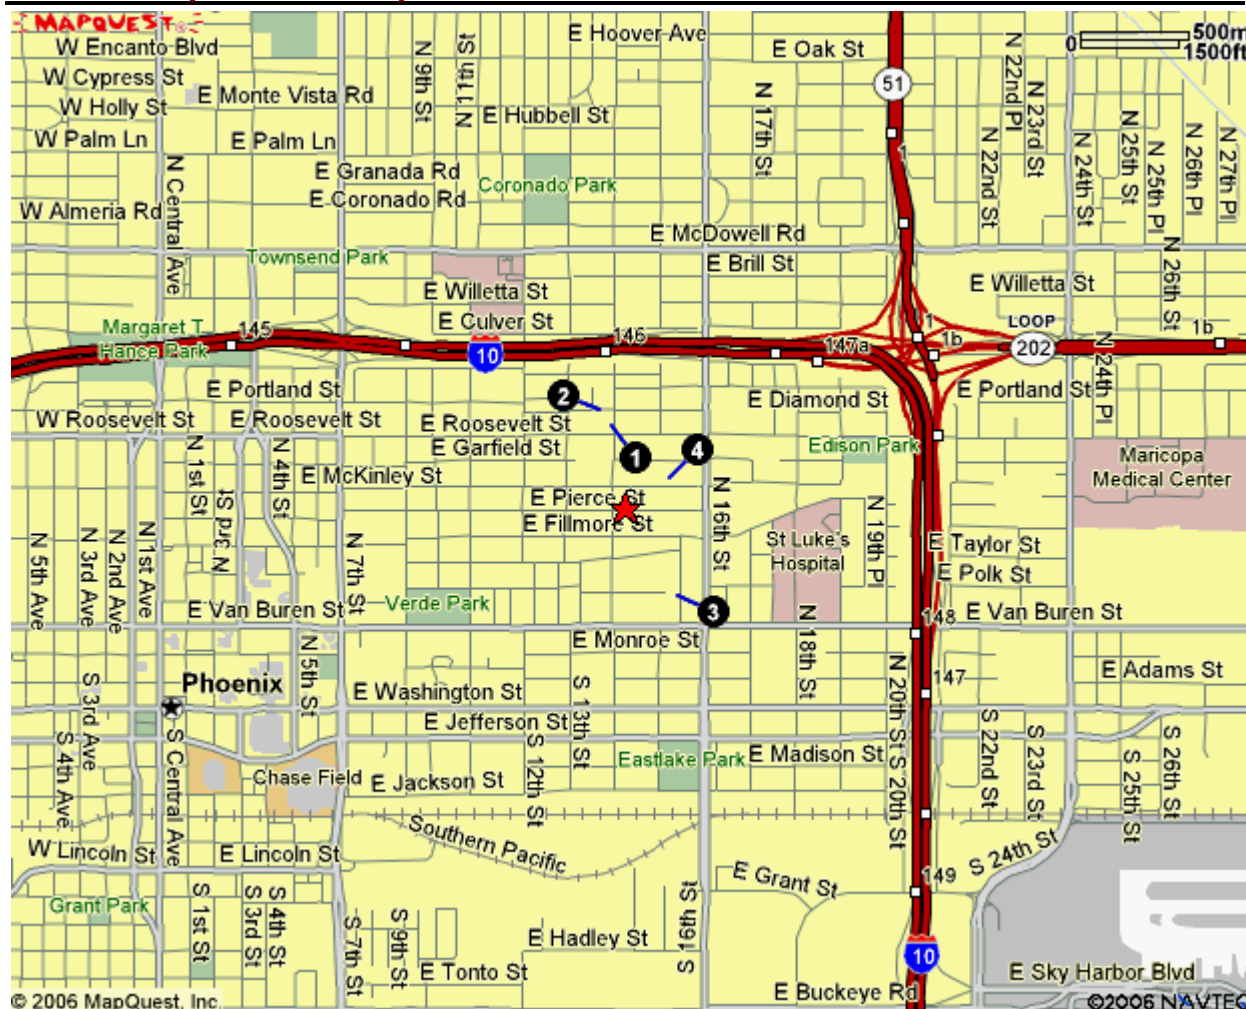 MAPQUEST
W Encanto Blvd
E Hoover Ave
E Oak St
0
500m
1500ft
W Cypress St
E Monte Vista Rd
N 9th St
N 11th St
51
N 22nd Pl
N 23rd St
W Holly St
E Hubbell St
N 17th St
W Palm Ln
E Palm Ln
1
N 22nd St
N 24th St
N 25th St
N 25th Pl
N 26th Pl
N 27th Pl
N Central Ave
E Granada Rd
Coronado Park
E Coronado Rd
W Almeria Rd
E McDowell Rd
Townsend Park
E Brill St
N 26th St
E Willetta St
E Willetta St
Margaret T
Hance Park
145
E Culver St
146
147a
1
1b
LOOP
202
1b
10
N 24th Pl
E Portland St
2
E Diamond St
E Portland St
W Roosevelt St
E Roosevelt St
E Roosevelt St
E Garfield St
1
4
Edison Park
N 1st St
N 3rd St
N 4th St
E McKinley St
Maricopa
Medical Center
E Pierce St
E Fillmore St
N 16th St
St Luke's
Hospital
N 19th Pl
N 5th Ave
N 3rd Ave
N 2nd Ave
N 1st Ave
N 7th St
E Taylor St
E Polk St
E Van Buren St
Verde Park
3
N 18th St
148
E Van Buren St
E Monroe St
S 3rd Ave
Phoenix
N 5th St
E Washington St
S 13th St
N 20th St
147
E Adams St
E Jefferson St
S 4th Ave
S Central Ave
S 12th St
Eastlake Park
E Madison St
S 20th St
S 22nd St
S 23rd St
S 25th St
S 26th St
Chase Field
E Jackson St
Southern Pacific
W Lincoln St
E Lincoln St
S 24th St
E Grant St
149
Grant Park
S 1st St
S 3rd St
S 4th St
S 7th St
S 9th St
S 16th St
E Hadley St
10
E Tonto St
E Sky Harbor Blvd
E Buckeye Rd
© 2006 MapQuest, Inc.
©2006 NAVTEQ